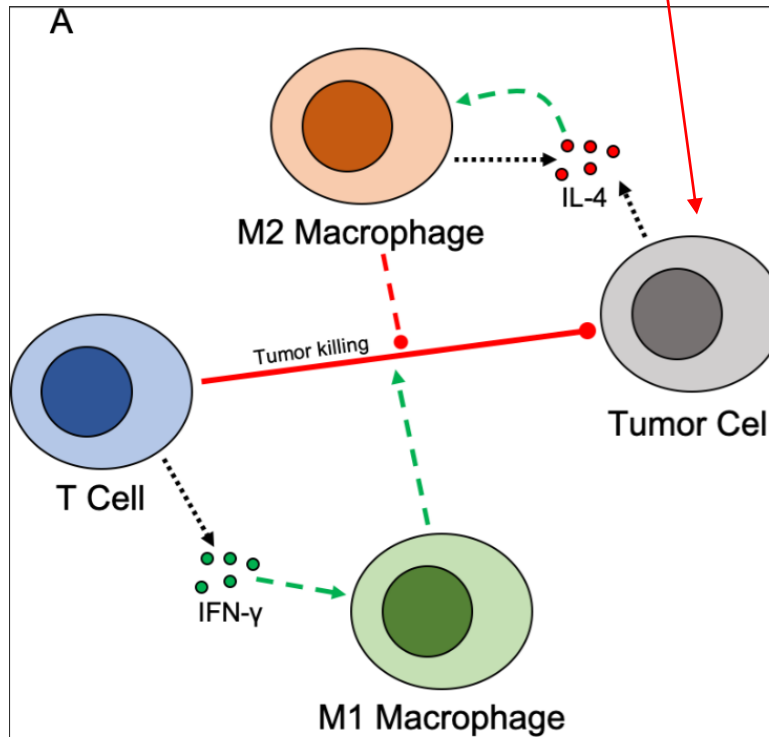 A
M2 Macrophage
IL-4
Tumor killing
Tumor Cel
T Cell
IFN-γ
M1 Macrophage